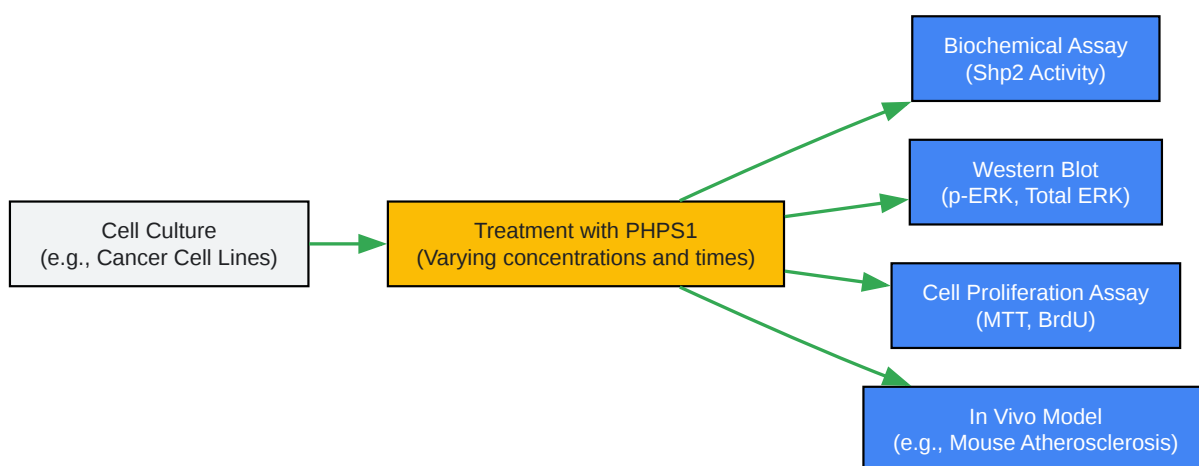 Cell Culture
(e.g., Cancer Cell Lines)
Treatment with PHPS1
(Varying concentrations and times)
Biochemical Assay
(Shp2 Activity)
Western Blot
(p-ERK, Total ERK)
Cell Proliferation Assay
(MTT, BrdU)
In Vivo Model
(e.g., Mouse Atherosclerosis)